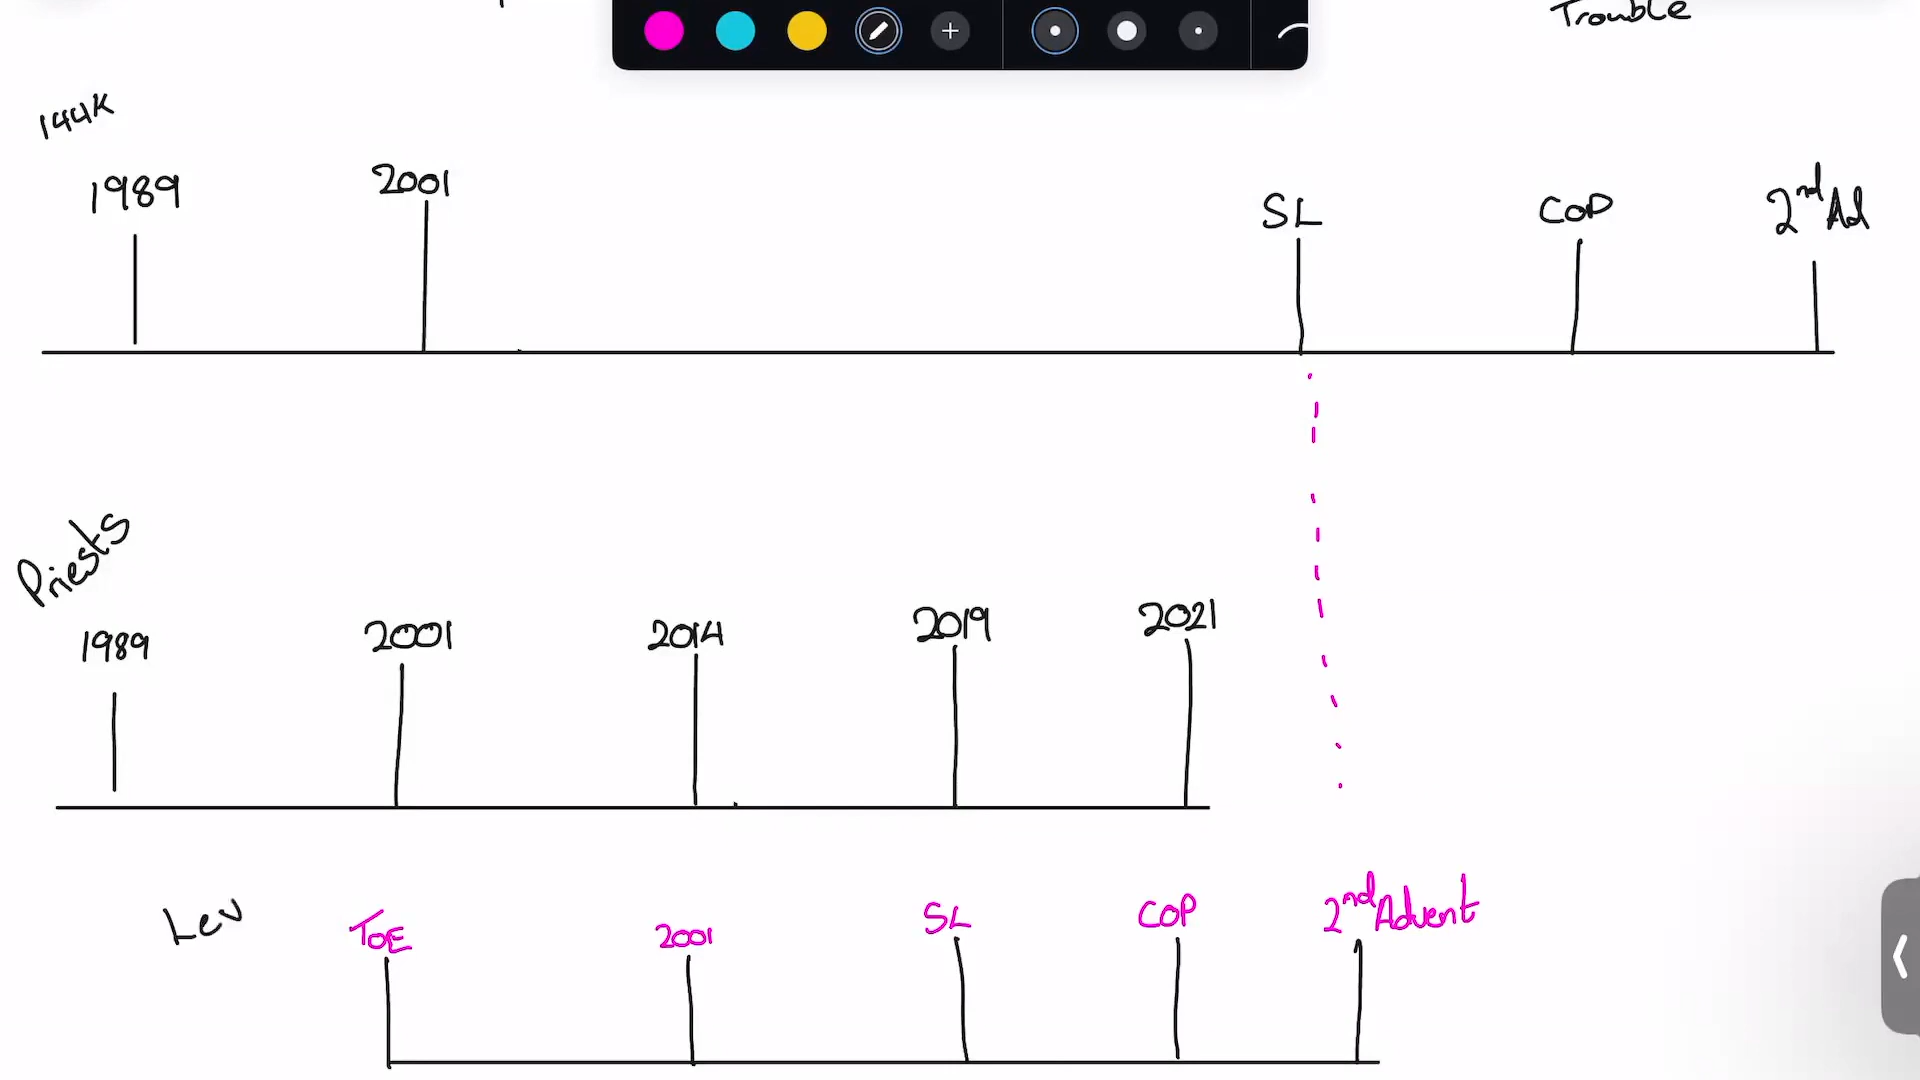 Trouble
144K
1989 2001 SL COP 2nd Ad
Priests
1989 2001 2014 2019 2021
Lev
TOE 2001 SL COP 2nd Advent